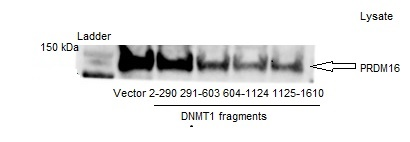 Lysate
Ladder
150 kDa
PRDM16
Vector 2-290 291-603 604-1124 1125-1610
DNMT1 fragments